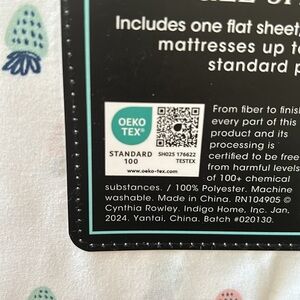 Includes one flat sheet,
mattresses up to
standard p
OEKO
TEX®
STANDARD
100
SH025 176622
TESTEX
www.oeko-tex.com
From fiber to finish
every part of this
product and its
processing is
certified to be free
from harmful levels
of 100+ chemical
substances. / 100% Polyester. Machine
washable. Made in China. RN104905 ©
Cynthia Rowley. Indigo Home, Inc. Jan.
2024. Yantai, China. Batch #020130.